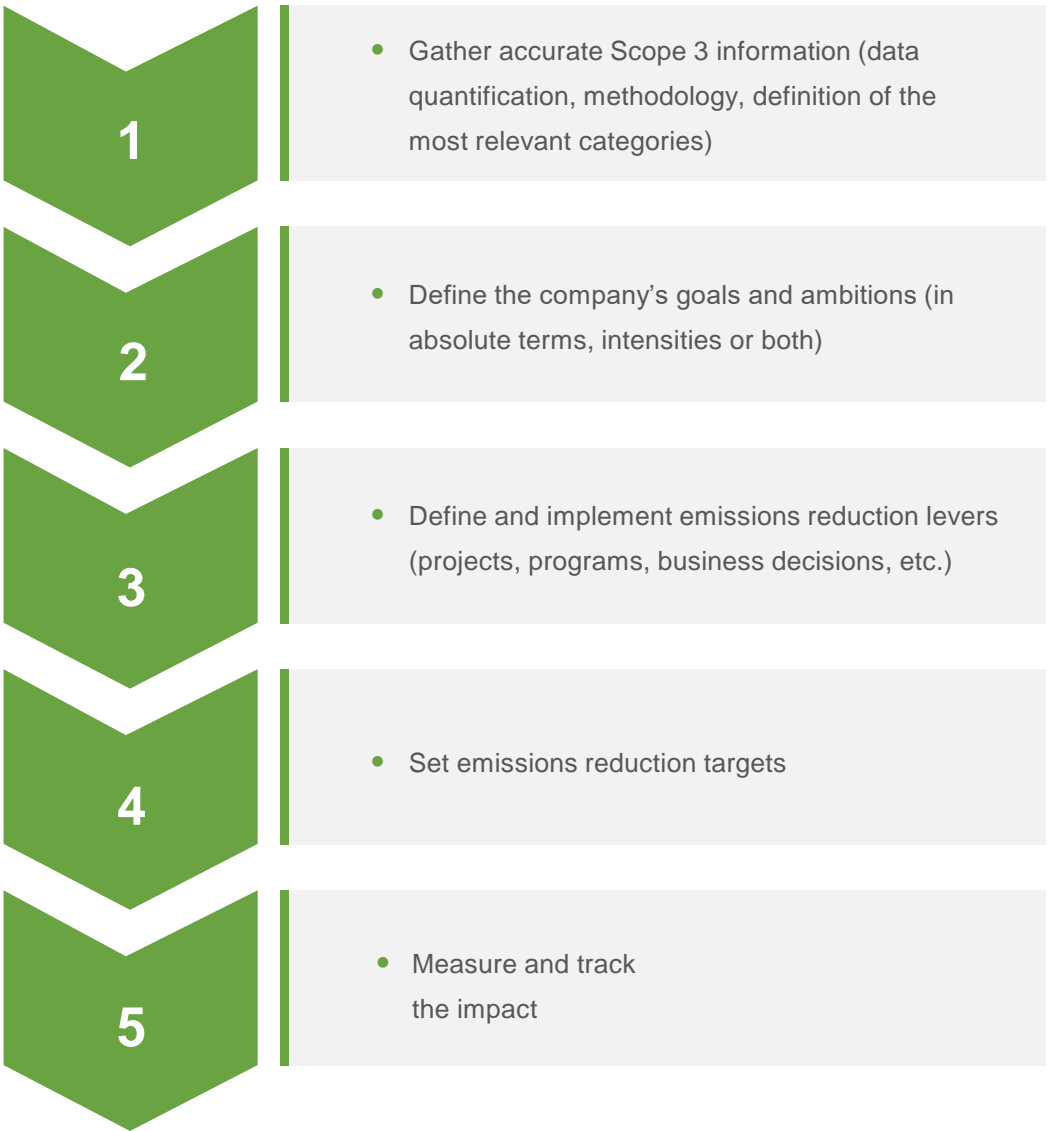 1
• Gather accurate Scope 3 information (data
quantification, methodology, definition of the
most relevant categories)
2
• Define the company’s goals and ambitions (in
absolute terms, intensities or both)
3
• Define and implement emissions reduction levers
(projects, programs, business decisions, etc.)
4
• Set emissions reduction targets
5
• Measure and track
the impact